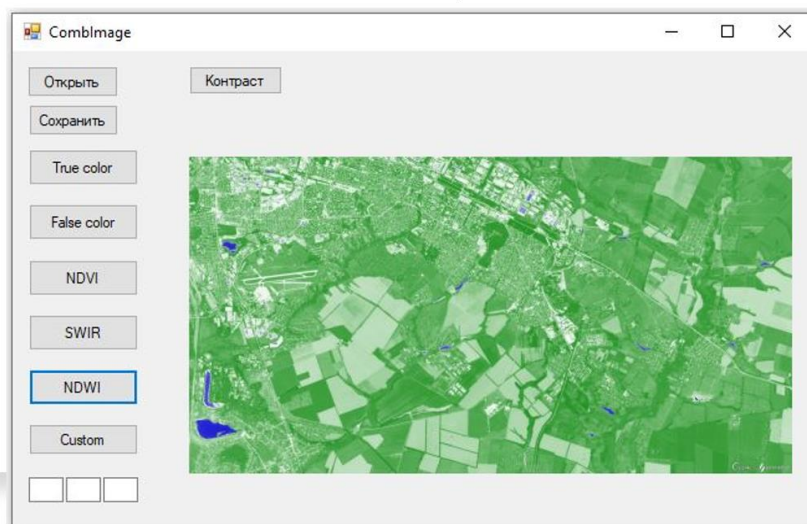 CombImage
Открыть
Контраст
Сохранить
True color
False color
NDVI
SWIR
NDWI
Custom